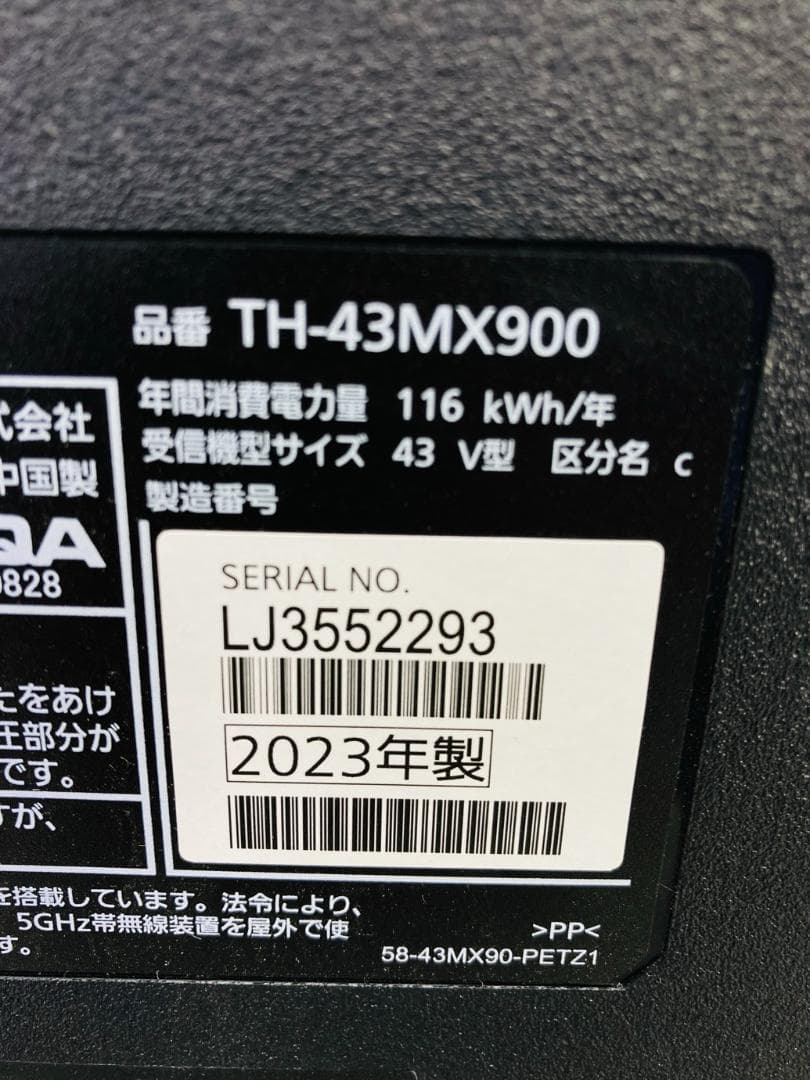 品番 TH-43MX900
年間消費電力量 116 kWh/年
受信機型サイズ 43 V型 区分名 c
製造番号
式会社
中国製
QA
0828
SERIAL NO.
LJ3552293
2023年製
たをあけ
圧部分が
です。
すが、
を搭載しています。法令により、
5GHz帯無線装置を屋外で使
す。
>PP<
58-43MX90-PETZ1